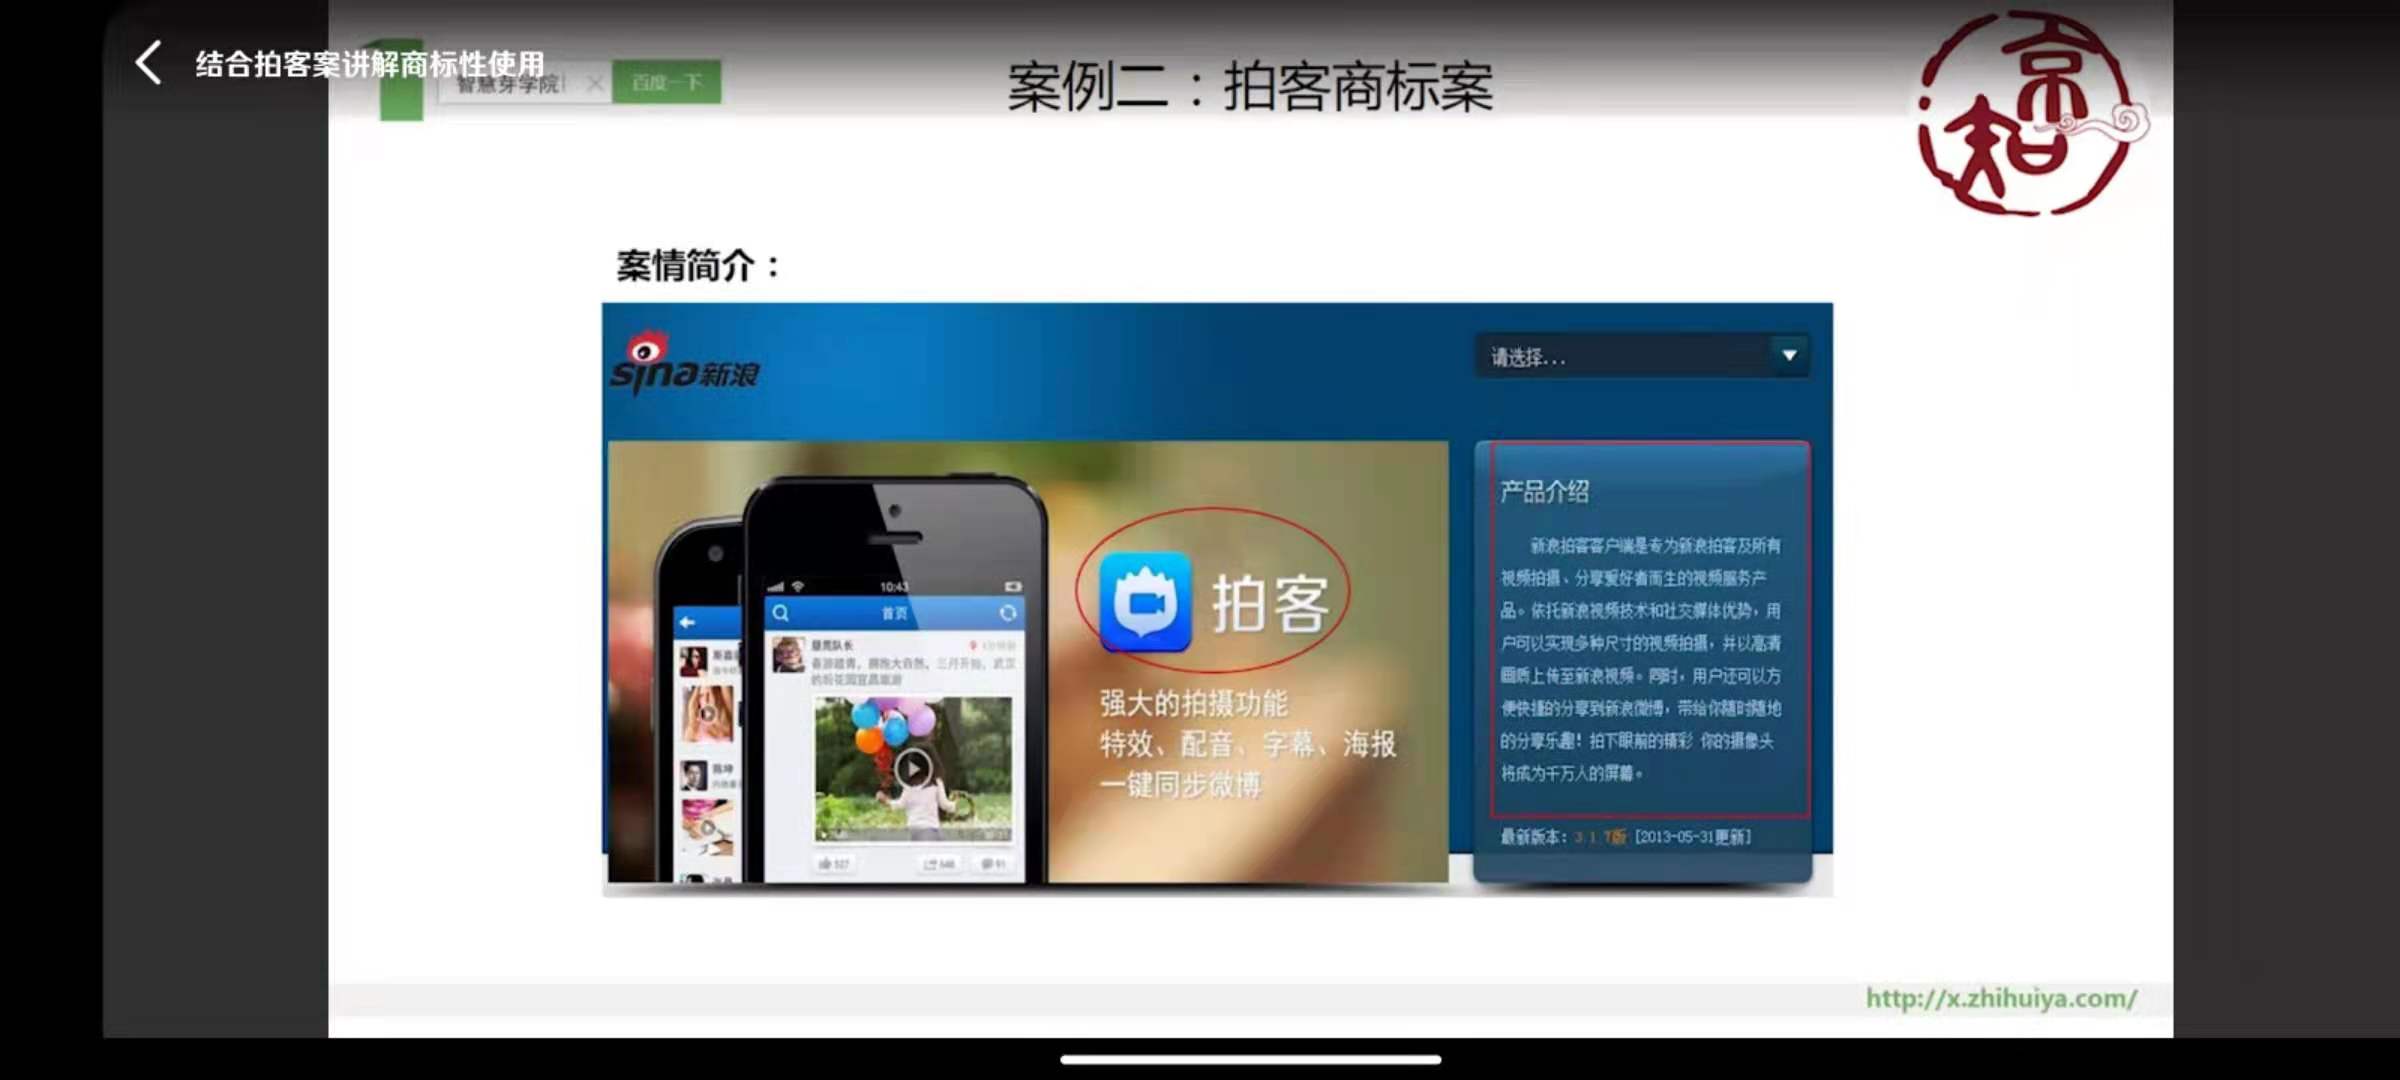 结合拍客案讲解商标性使用
智慧芽学院
百度一下
案例二：拍客商标案
案情简介：
sina新浪
请选择...
10:43
首页
拍客
强大的拍摄功能
特效、配音、字幕、海报
一键同步微博
产品介绍
新浪拍客客户端是专为新浪拍客及所有
视频拍摄、分享爱好者而生的视频服务产
品。依托新浪视频技术和社交媒体优势，用
户可以实现多种尺寸的视频拍摄，并以高清
画质上传至新浪视频。同时，用户还可以方
便快捷的分享到新浪微博，带给你随时随地
的分享乐趣！拍下眼前的精彩 你的摄像头
将成为千万人的屏幕。
最新版本：3.1.7版 [2013-05-31更新]
http://x.zhihuiya.com/